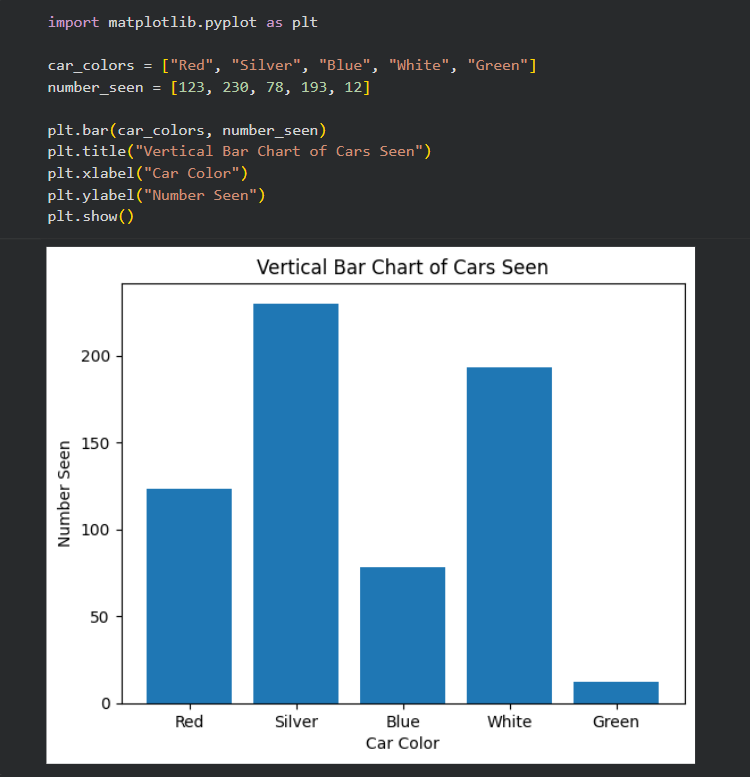 import matplotlib.pyplot as plt
car_colors = ["Red", "Silver", "Blue", "White", "Green"]
number_seen = [123, 230, 78, 193, 12]
plt.bar(car_colors, number_seen)
plt.title("Vertical Bar Chart of Cars Seen")
plt.xlabel("Car Color")
plt.ylabel("Number Seen")
plt.show()
Vertical Bar Chart of Cars Seen
200
150
100
50
0
Number Seen
Red Silver Blue White Green
Car Color